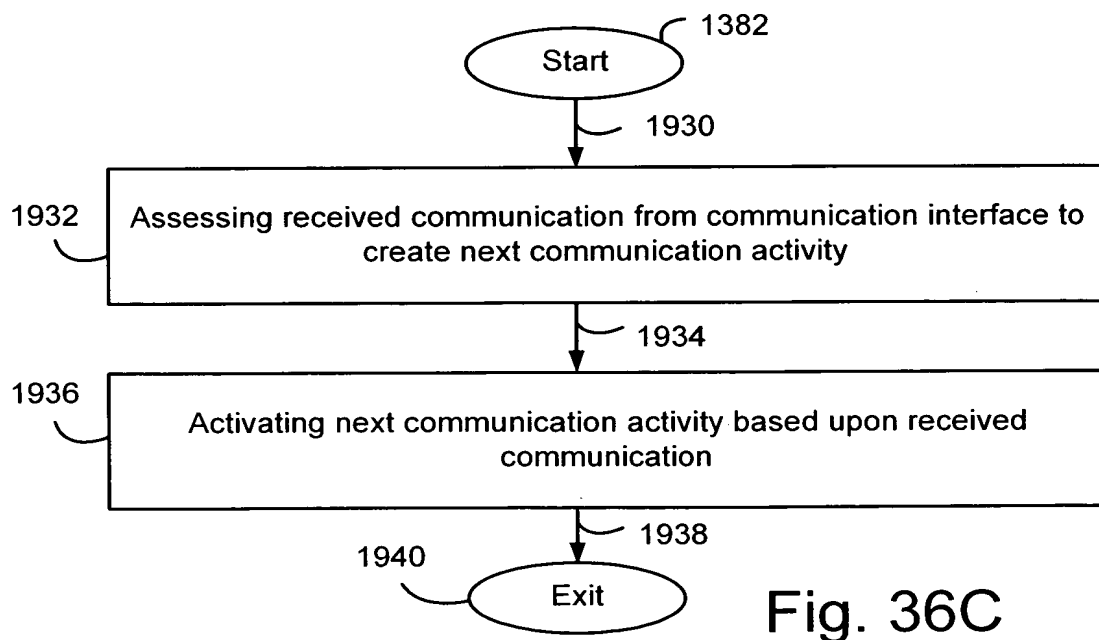 1382
Start
1930
1932
Assessing received communication from communication interface to
create next communication activity
1934
1936
Activating next communication activity based upon received
communication
1938
1940
Exit
Fig. 36C